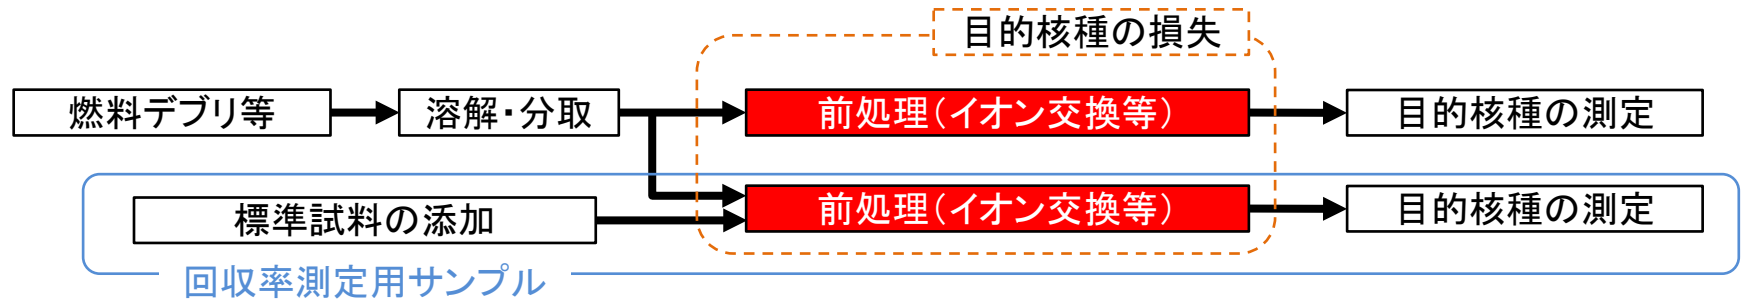 目的核種の損失
燃料デブリ等
溶解・分取
前処理(イオン交換等)
目的核種の測定
標準試料の添加
前処理(イオン交換等)
目的核種の測定
回収率測定用サンプル